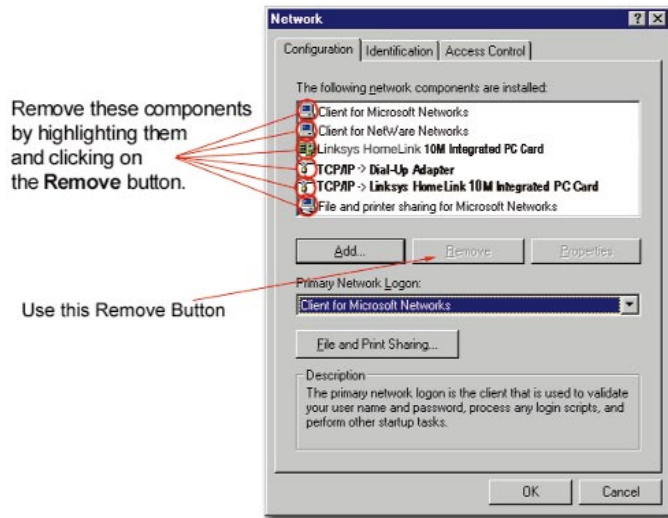 Network
Configuration Identification Access Control
The following network components are installed:
Client for Microsoft Networks
Client for NetWare Networks
Linksys HomeLink 10M Integrated PC Card
TCP/IP -> Dial-Up Adapter
TCP/IP -> Linksys HomeLink 10M Integrated PC Card
File and printer sharing for Microsoft Networks
Remove these components
by highlighting them
and clicking on
the Remove button.
Add... Remove Properties
Use this Remove Button
Primary Network Logon:
Client for Microsoft Networks
File and Print Sharing...
Description
The primary network logon is the client that is used to validate
your user name and password, process any login scripts, and
perform other startup tasks.
OK Cancel